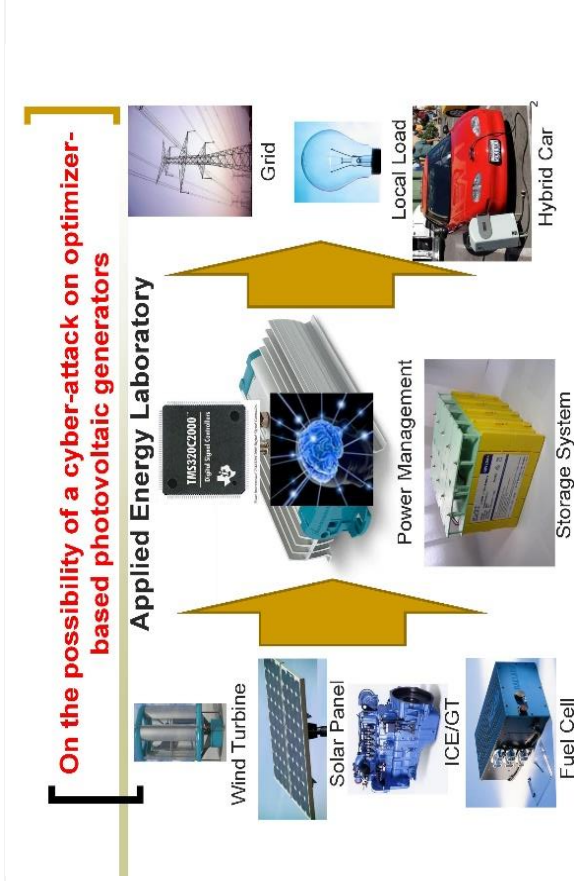 On the possibility of a cyber-attack on optimizer-
based photovoltaic generators
Applied Energy Laboratory
Wind Turbine
Solar Panel
ICE/GT
Fuel Cell
TMS320C2000™
Digital Signal Controllers
Power Management
Storage System
Grid
Local Load
Hybrid Car
2